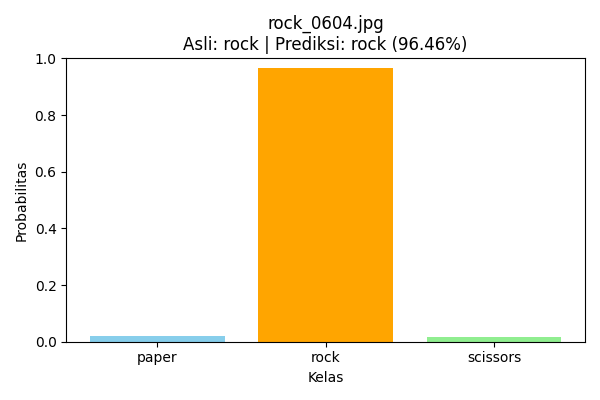 rock_0604.jpg
Asli: rock | Prediksi: rock (96.46%)
1.0
0.8
0.6
0.4
0.2
0.0
Probabilitas
paper rock scissors
Kelas